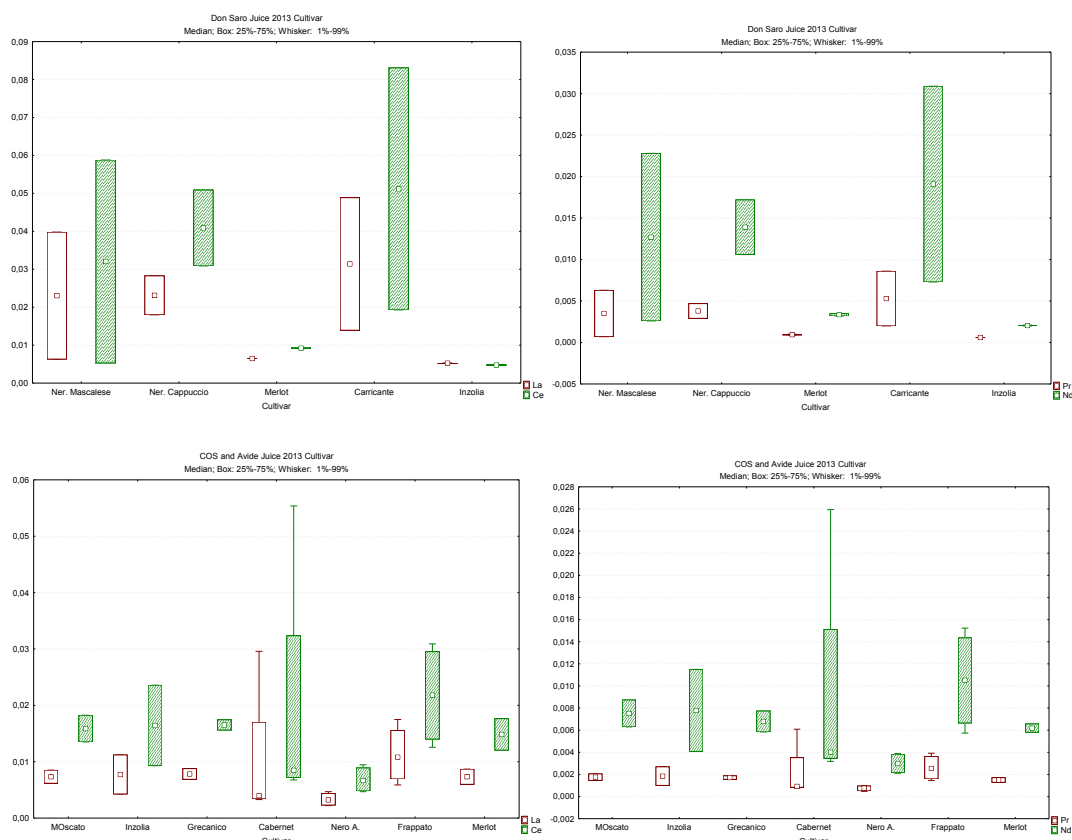 Don Saro Juice 2013 Cultivar
Median; Box: 25%-75%; Whisker: 1%-99%
0,09
0,08
0,07
0,06
0,05
0,04
0,03
0,02
0,01
0,00
Ner. Mascalese Ner. Cappuccio Merlot Carricante Inzolia
Cultivar
La
Ce
Don Saro Juice 2013 Cultivar
Median; Box: 25%-75%; Whisker: 1%-99%
0,035
0,030
0,025
0,020
0,015
0,010
0,005
0,000
-0,005
Ner. Mascalese Ner. Cappuccio Merlot Carricante Inzolia
Cultivar
Pr
Nd
COS and Avide Juice 2013 Cultivar
Median; Box: 25%-75%; Whisker: 1%-99%
0,06
0,05
0,04
0,03
0,02
0,01
0,00
MOscato Inzolia Grecanico Cabernet Nero A. Frappato Merlot
Cultivar
La
Ce
COS and Avide Juice 2013 Cultivar
Median; Box: 25%-75%; Whisker: 1%-99%
0,028
0,026
0,024
0,022
0,020
0,018
0,016
0,014
0,012
0,010
0,008
0,006
0,004
0,002
0,000
-0,002
MOscato Inzolia Grecanico Cabernet Nero A. Frappato Merlot
Cultivar
Pr
Nd